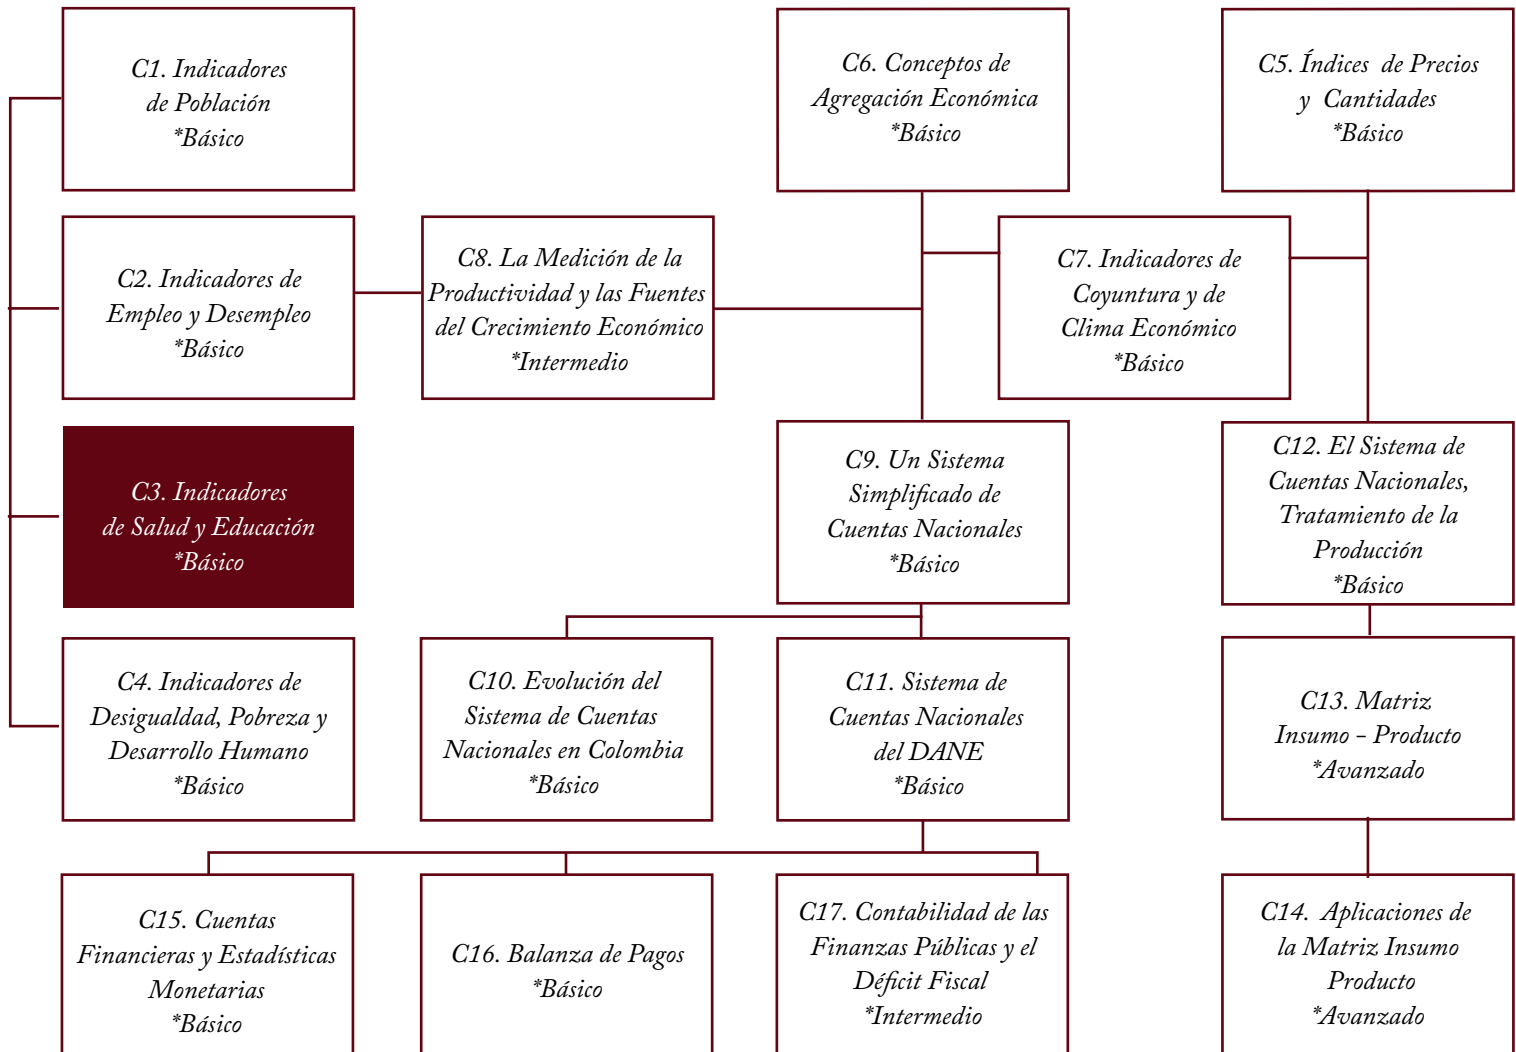 C1. Indicadores
de Población
*Básico
C6. Conceptos de
Agregación Económica
*Básico
C5. Índices de Precios
y Cantidades
*Básico
C2. Indicadores de
Empleo y Desempleo
*Básico
C8. La Medición de la
Productividad y las Fuentes
del Crecimiento Económico
*Intermedio
C7. Indicadores de
Coyuntura y de
Clima Económico
*Básico
C3. Indicadores
de Salud y Educación
*Básico
C9. Un Sistema
Simplificado de
Cuentas Nacionales
*Básico
C12. El Sistema de
Cuentas Nacionales,
Tratamiento de la
Producción
*Básico
C4. Indicadores de
Desigualdad, Pobreza y
Desarrollo Humano
*Básico
C10. Evolución del
Sistema de Cuentas
Nacionales en Colombia
*Básico
C11. Sistema de
Cuentas Nacionales
del DANE
*Básico
C13. Matriz
Insumo - Producto
*Avanzado
C15. Cuentas
Financieras y Estadísticas
Monetarias
*Básico
C16. Balanza de Pagos
*Básico
C17. Contabilidad de las
Finanzas Públicas y el
Déficit Fiscal
*Intermedio
C14. Aplicaciones de
la Matriz Insumo
Producto
*Avanzado